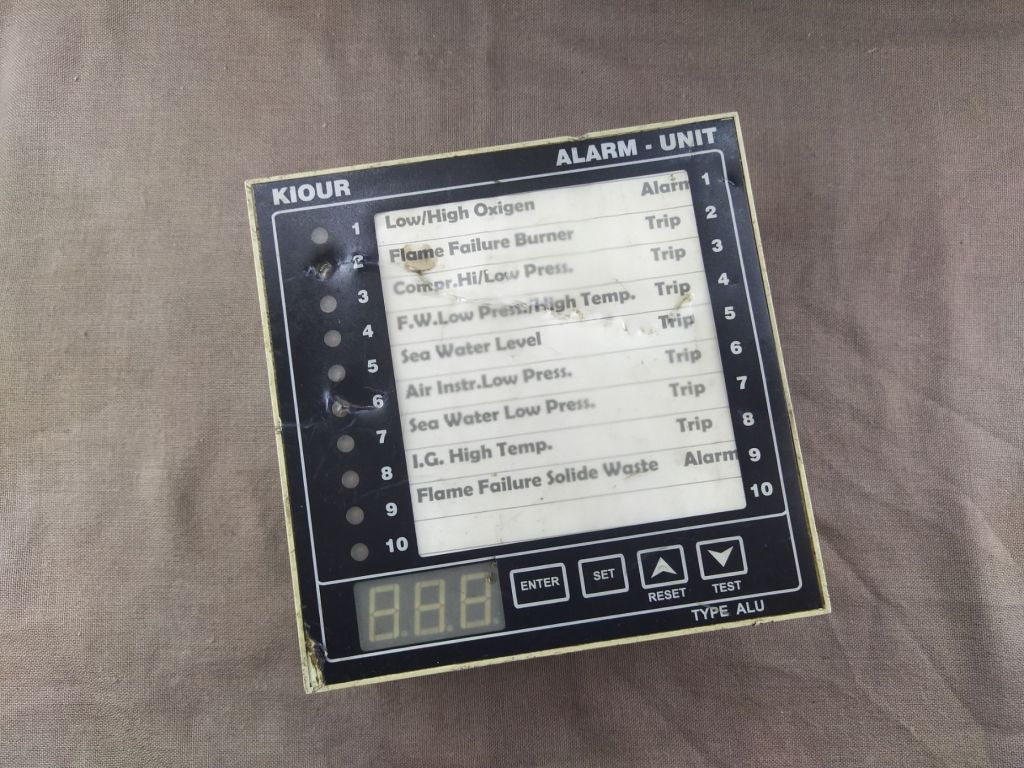 KIOUR ALARM - UNIT
1 Low/High Oxigen Alarm 1
2 Flame Failure Burner Trip 2
3 Compr.Hi/Low Press. Trip 3
4 F.W.Low Press./High Temp. Trip 4
5 Sea Water Level Trip 5
6 Air Instr.Low Press. Trip 6
7 Sea Water Low Press. Trip 7
8 I.G. High Temp. Trip 8
9 Flame Failure Solide Waste Alarm 9
10 10
8.8.8. ENTER SET RESET TEST
TYPE ALU